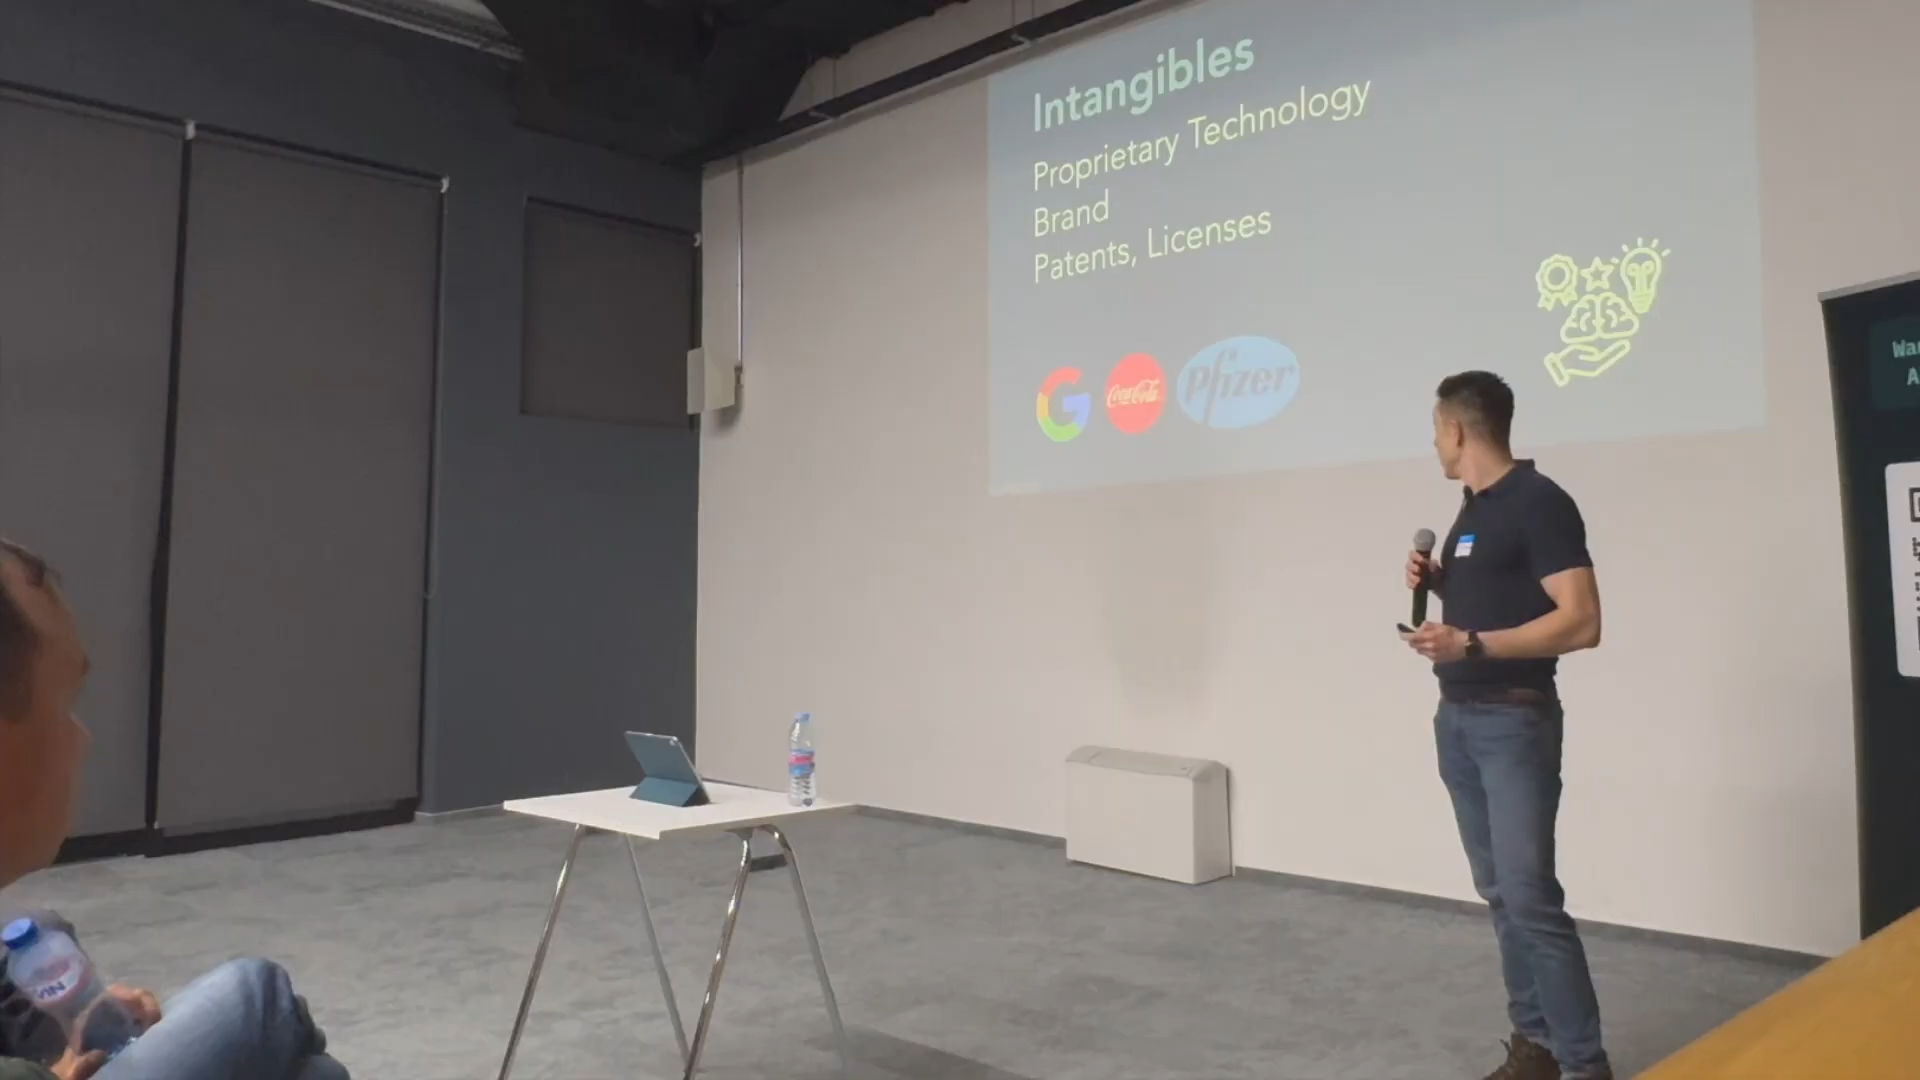 Intangibles
Proprietary Technology
Brand
Patents, Licenses
G
Coca-Cola
Pfizer